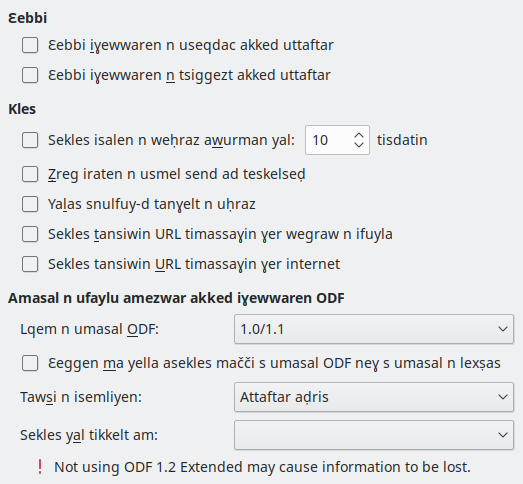 Ɛebbi
Ɛebbi iɣewwaren n useqdac akked uttaftar
Ɛebbi iɣewwaren n tsiggezt akked uttaftar
Kles
Sekles isalen n weḥraz awurman yal: 10 tisdatin
Ẓreg iraten n usmel send ad teskelseḍ
Yalas snulfuy-d tanɣelt n uḥraz
Sekles tansiwin URL timassaɣin ɣer wegraw n ifuyla
Sekles tansiwin URL timassaɣin ɣer internet
Amasal n ufaylu amezwar akked iɣewwaren ODF
Lqem n umasal ODF: 1.0/1.1
Ɛeggen ma yella asekles mačči s umasal ODF neɣ s umasal n lexṣas
Tawsi n isemliyen: Attaftar aḍris
Sekles yal tikkelt am:
! Not using ODF 1.2 Extended may cause information to be lost.